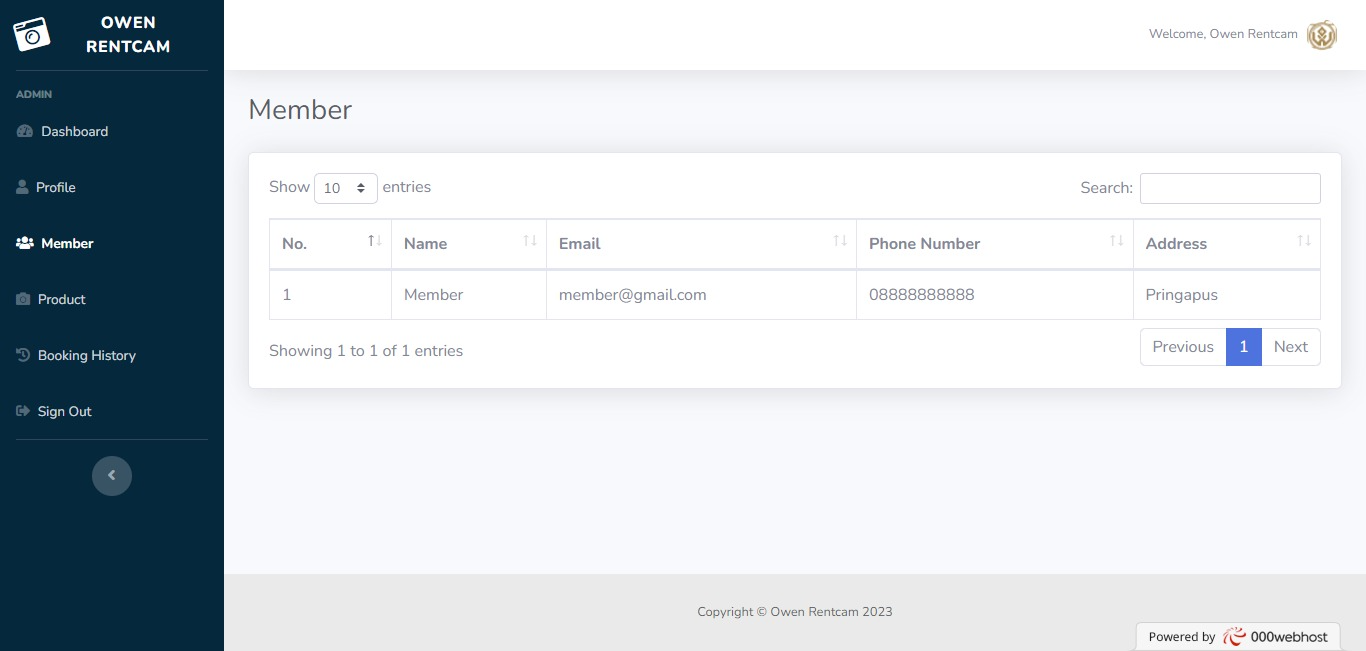 OWEN
RENTCAM
Welcome, Owen Rentcam
ADMIN
Dashboard
Profile
Member
Product
Booking History
Sign Out
Member
Show 10 entries
Search:
No. Name Email Phone Number Address
1 Member member@gmail.com 08888888888 Pringapus
Showing 1 to 1 of 1 entries
Previous 1 Next
Copyright © Owen Rentcam 2023
Powered by 000webhost